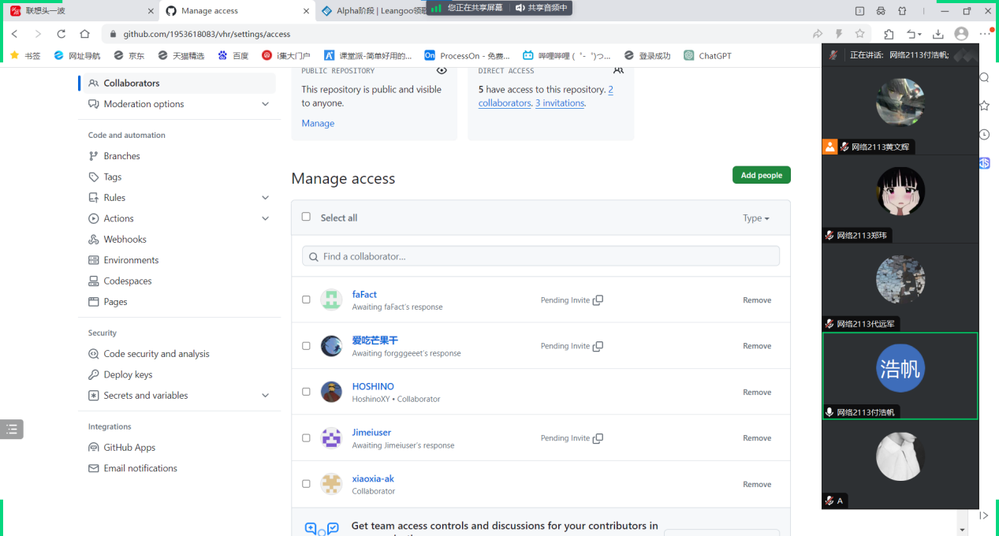 联想头一波
Manage access
Alpha阶段 | Leangoo领歌
您正在共享屏幕
共享音频中
github.com/1953618083/vhr/settings/access
书签
网址导航
京东
天猫精选
百度
i集大门户
课堂派-简单好用的...
On
ProcessOn - 免费...
哔哩哔哩 (゜-゜)つ...
登录成功
ChatGPT
正在讲话: 网络2113付浩帆;
Collaborators
Moderation options
Code and automation
Branches
Tags
Rules
Actions
Webhooks
Environments
Codespaces
Pages
Security
Code security and analysis
Deploy keys
Secrets and variables
Integrations
GitHub Apps
Email notifications
PUBLIC REPOSITORY
This repository is public and visible
to anyone.
Manage
DIRECT ACCESS
5 have access to this repository. 2
collaborators. 3 invitations.
Manage access
Add people
Select all
Type
Find a collaborator...
faFact
Awaiting faFact's response
Pending Invite
Remove
爱吃芒果干
Awaiting forgggeeet's response
Pending Invite
Remove
HOSHINO
HoshinoXY • Collaborator
Remove
Jimeiuser
Awaiting Jimeiuser's response
Pending Invite
Remove
xiaoxia-ak
Collaborator
Remove
Get team access controls and discussions for your contributors in
网络2113黄文辉
网络2113郑玮
网络2113代远军
浩帆
网络2113付浩帆
A